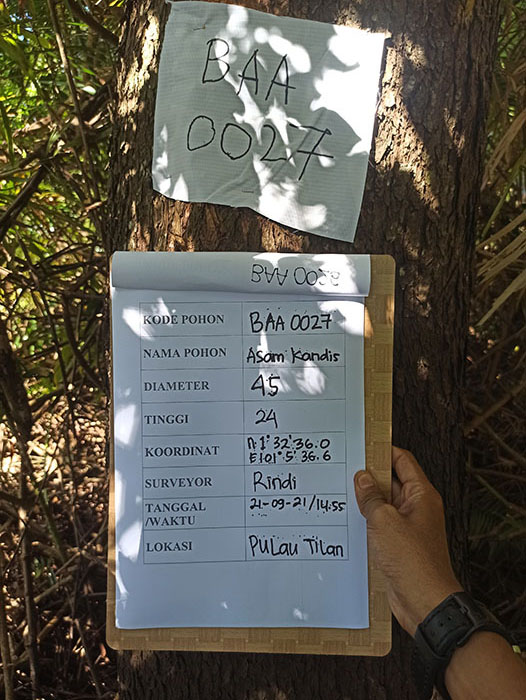 BAA
0027
BAA 0028
KODE POHON BAA 0027
NAMA POHON Asam Kandis
DIAMETER 45
TINGGI 24
KOORDINAT N:1° 32'.36.0
E101°.5' 36.6
SURVEYOR Rindi
TANGGAL /WAKTU 21-09-21/14:55
LOKASI PULau Tilan